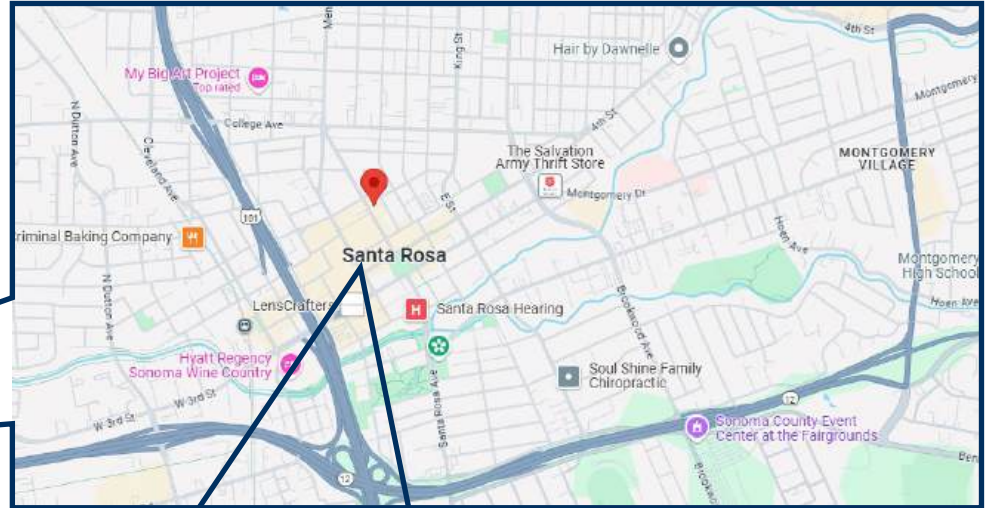 4th St
Hair by Dawnelle
King St
Men
My Big Art Project
Top rated
Montgomery
N Dutton Ave
College Ave
4th St
Cleveland Ave
The Salvation
Army Thrift Store
MONTGOMERY
VILLAGE
Montgomery Dr
E St
101
Criminal Baking Company
Hoen Ave
Santa Rosa
Montgomery
High School
N Dutton Ave
LensCrafters
H
Santa Rosa Hearing
Brookwood Ave
Hoen Ave
Hyatt Regency
Sonoma Wine Country
Soul Shine Family
Chiropractic
W 3rd St
Santa Rosa Ave
12
W 3rd St
Sonoma County Event
Center at the Fairgrounds
Ben
12
Brookwood